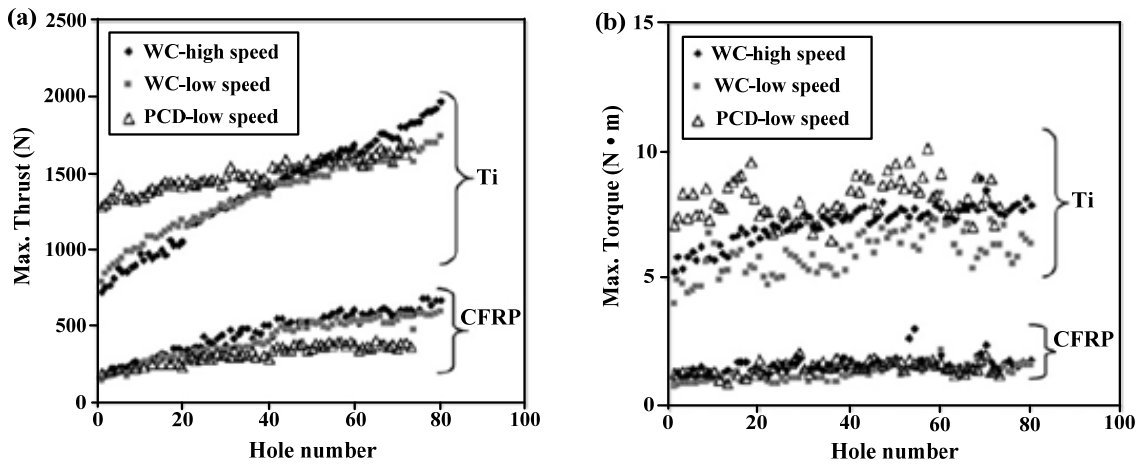 (a)
2500
2000
1500
1000
500
0
Max. Thrust (N)
WC-high speed
WC-low speed
PCD-low speed
Ti
CFRP
0 20 40 60 80 100
Hole number
(b)
15
10
5
0
Max. Torque (N • m)
WC-high speed
WC-low speed
PCD-low speed
Ti
CFRP
0 20 40 60 80 100
Hole number